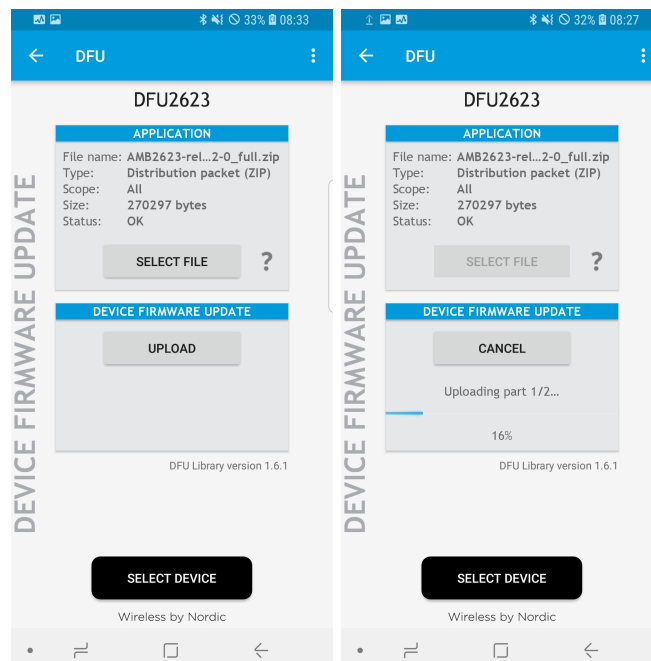 33% 08:33
DFU
DFU2623
APPLICATION
File name: AMB2623-rel...2-0_full.zip
Type: Distribution packet (ZIP)
Scope: All
Size: 270297 bytes
Status: OK
SELECT FILE ?
DEVICE FIRMWARE UPDATE
UPLOAD
DFU Library version 1.6.1
DEVICE FIRMWARE UPDATE
SELECT DEVICE
Wireless by Nordic
32% 08:27
DFU
DFU2623
APPLICATION
File name: AMB2623-rel...2-0_full.zip
Type: Distribution packet (ZIP)
Scope: All
Size: 270297 bytes
Status: OK
SELECT FILE ?
DEVICE FIRMWARE UPDATE
CANCEL
Uploading part 1/2...
16%
DFU Library version 1.6.1
DEVICE FIRMWARE UPDATE
SELECT DEVICE
Wireless by Nordic